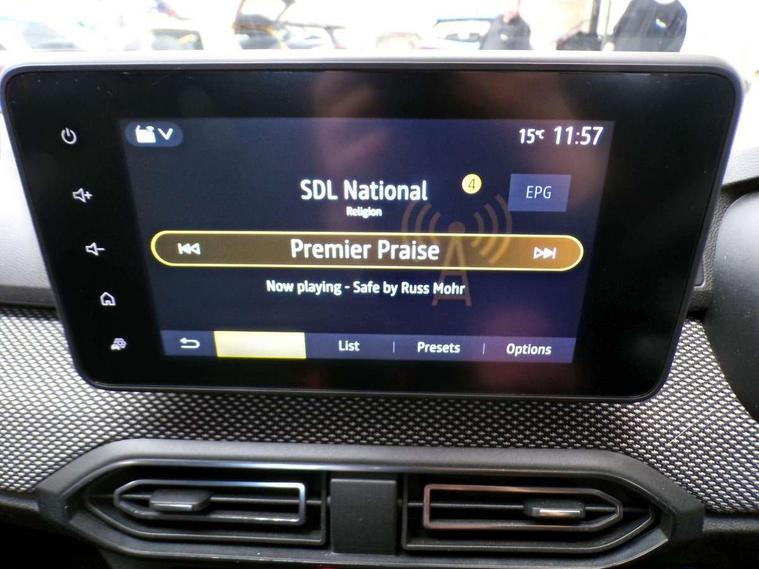 15°C 11:57
SDL National
4
EPG
Religion
Premier Praise
Now playing - Safe by Russ Mohr
List
Presets
Options